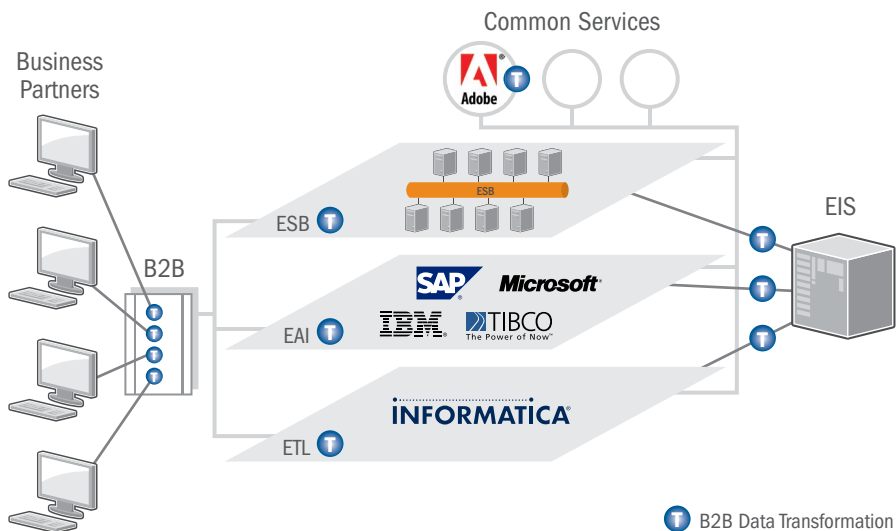 Common Services
Business
Partners
Adobe
T
ESB
ESB T
EIS
T
B2B
SAP
Microsoft
T
T
T
T
T
IBM
TIBCO
The Power of Now™
EAI T
T
INFORMATICA®
ETL T
T B2B Data Transformation